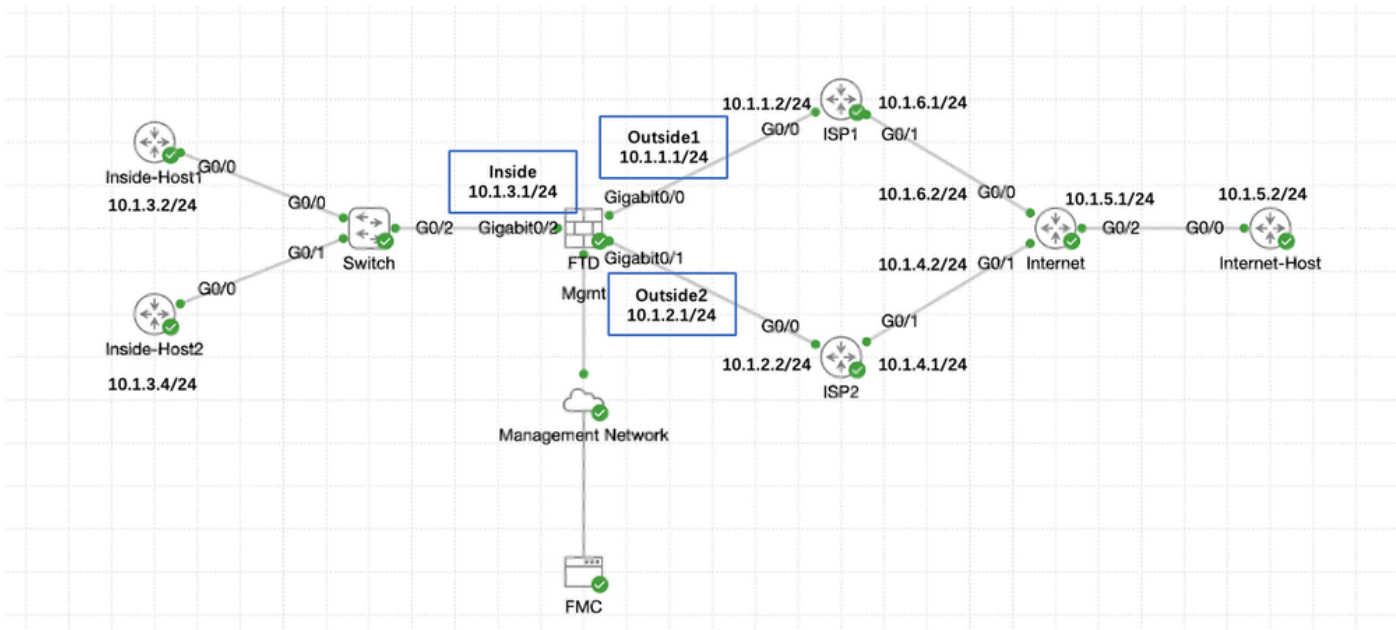 10.1.1.2/24
10.1.6.1/24
G0/0
ISP1
G0/1
Outside1
10.1.1.1/24
Inside
10.1.3.1/24
G0/0
Inside-Host1
10.1.3.2/24
G0/0
Gigabit0/0
10.1.6.2/24
G0/0
10.1.5.1/24
10.1.5.2/24
G0/2
Gigabit0/2
G0/2
G0/0
G0/1
Switch
FTD
Gigabit0/1
10.1.4.2/24
G0/1
Internet
Internet-Host
G0/0
Mgmt
Outside2
10.1.2.1/24
G0/0
G0/1
Inside-Host2
10.1.3.4/24
10.1.2.2/24
10.1.4.1/24
ISP2
Management Network
FMC